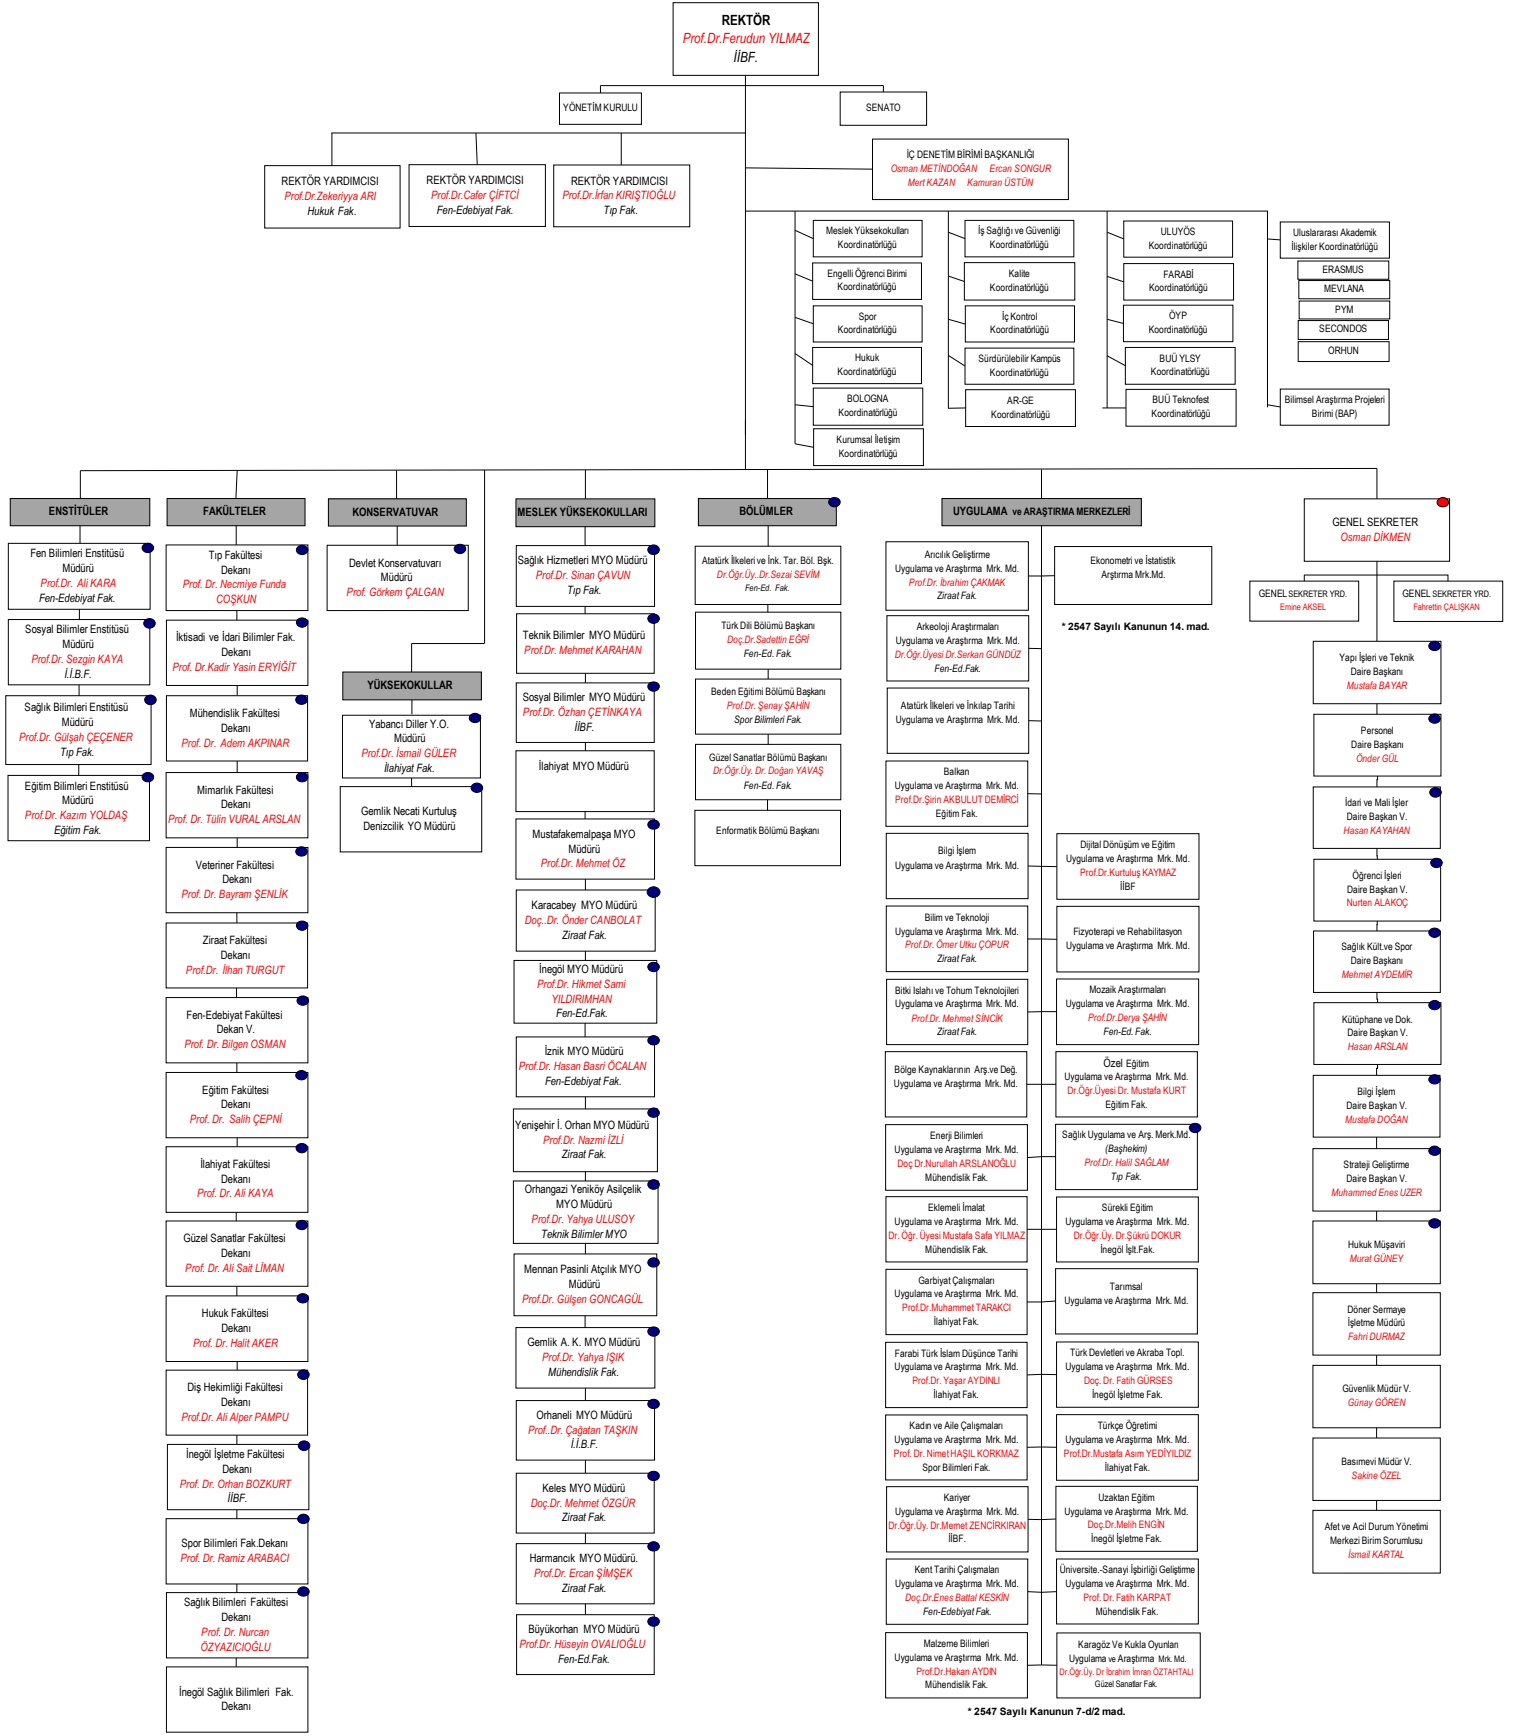 REKTÖR
Prof.Dr.Ferudun YILMAZ
İİBF.
YÖNETİM KURULU
SENATO
İÇ DENETİM BİRİMİ BAŞKANLIĞI
Osman METİNDOĞAN Ercan SONGUR
Mert KAZAN Kamuran ÜSTÜN
REKTÖR YARDIMCISI
Prof.Dr.Zekeriyya ARI
Hukuk Fak.
REKTÖR YARDIMCISI
Prof.Dr.Cafer ÇİFTCİ
Fen-Edebiyat Fak.
REKTÖR YARDIMCISI
Prof.Dr.İrfan KIRIŞTIOĞLU
Tıp Fak.
Meslek Yüksekokulları
Koordinatörlüğü
Engelli Öğrenci Birimi
Koordinatörlüğü
Spor
Koordinatörlüğü
Hukuk
Koordinatörlüğü
BOLOGNA
Koordinatörlüğü
Kurumsal İletişim
Koordinatörlüğü
İş Sağlığı ve Güvenliği
Koordinatörlüğü
Kalite
Koordinatörlüğü
İç Kontrol
Koordinatörlüğü
Sürdürülebilir Kampüs
Koordinatörlüğü
AR-GE
Koordinatörlüğü
ULUYÖS
Koordinatörlüğü
FARABİ
Koordinatörlüğü
ÖYP
Koordinatörlüğü
BUÜ YLSY
Koordinatörlüğü
BUÜ Teknofest
Koordinatörlüğü
Uluslararası Akademik
İlişkiler Koordinatörlüğü
ERASMUS
MEVLANA
PYM
SECONDOS
ORHUN
Bilimsel Araştırma Projeleri
Birimi (BAP)
ENSTİTÜLER
Fen Bilimleri Enstitüsü
Müdürü
Prof.Dr. Ali KARA
Fen-Edebiyat Fak.
Sosyal Bilimler Enstitüsü
Müdürü
Prof.Dr. Sezgin KAYA
İ.İ.B.F.
Sağlık Bilimleri Enstitüsü
Müdürü
Prof.Dr. Gülşah ÇEÇENER
Tıp Fak.
Eğitim Bilimleri Enstitüsü
Müdürü
Prof.Dr. Kazım YOLDAŞ
Eğitim Fak.
FAKÜLTELER
Tıp Fakültesi
Dekanı
Prof. Dr. Necmiye Funda
COŞKUN
İktisadi ve İdari Bilimler Fak.
Dekanı
Prof. Dr.Kadir Yasin ERYİĞİT
Mühendislik Fakültesi
Dekanı
Prof. Dr. Adem AKPINAR
Mimarlık Fakültesi
Dekanı
Prof. Dr. Tülin VURAL ARSLAN
Veteriner Fakültesi
Dekanı
Prof. Dr. Bayram ŞENLİK
Ziraat Fakültesi
Dekanı
Prof.Dr. İlhan TURGUT
Fen-Edebiyat Fakültesi
Dekan V.
Prof. Dr. Bilgen OSMAN
Eğitim Fakültesi
Dekanı
Prof. Dr. Salih ÇEPNİ
İlahiyat Fakültesi
Dekanı
Prof. Dr. Ali KAYA
Güzel Sanatlar Fakültesi
Dekanı
Prof. Dr. Ali Sait LİMAN
Hukuk Fakültesi
Dekanı
Prof. Dr. Halit AKER
Diş Hekimliği Fakültesi
Dekanı
Prof.Dr. Ali Alper PAMPU
İnegöl İşletme Fakültesi
Dekanı
Prof. Dr. Orhan BOZKURT
İİBF.
Spor Bilimleri Fak.Dekanı
Prof. Dr. Ramiz ARABACI
Sağlık Bilimleri Fakültesi
Dekanı
Prof. Dr. Nurcan
ÖZYAZICIOĞLU
İnegöl Sağlık Bilimleri Fak.
Dekanı
KONSERVATUVAR
Devlet Konservatuvarı
Müdürü
Prof. Görkem ÇALGAN
YÜKSEKOKULLAR
Yabancı Diller Y.O.
Müdürü
Prof.Dr. İsmail GÜLER
İlahiyat Fak.
Gemlik Necati Kurtuluş
Denizcilik YO Müdürü
MESLEK YÜKSEKOKULLARI
Sağlık Hizmetleri MYO Müdürü
Prof.Dr. Sinan ÇAVUN
Tıp Fak.
Teknik Bilimler MYO Müdürü
Prof.Dr. Mehmet KARAHAN
Sosyal Bilimler MYO Müdürü
Prof.Dr. Özhan ÇETİNKAYA
İİBF.
İlahiyat MYO Müdürü
Mustafakemalpaşa MYO
Müdürü
Prof.Dr. Mehmet ÖZ
Karacabey MYO Müdürü
Doç..Dr. Önder CANBOLAT
Ziraat Fak.
İnegöl MYO Müdürü
Prof.Dr. Hikmet Sami
YILDIRIMHAN
Fen-Ed.Fak.
İznik MYO Müdürü
Prof.Dr. Hasan Basri ÖCALAN
Fen-Edebiyat Fak.
Yenişehir İ. Orhan MYO Müdürü
Prof.Dr. Nazmi İZLİ
Ziraat Fak.
Orhangazi Yeniköy Asilçelik
MYO Müdürü
Prof.Dr. Yahya ULUSOY
Teknik Bilimler MYO
Mennan Pasinli Atçılık MYO
Müdürü
Prof.Dr. Gülşen GONCAGÜL
Gemlik A. K. MYO Müdürü
Prof.Dr. Yahya IŞIK
Mühendislik Fak.
Orhaneli MYO Müdürü
Prof..Dr. Çağatan TAŞKIN
İ.İ.B.F.
Keles MYO Müdürü
Doç.Dr. Mehmet ÖZGÜR
Ziraat Fak.
Harmancık MYO Müdürü.
Prof.Dr. Ercan ŞİMŞEK
Ziraat Fak.
Büyükorhan MYO Müdürü
Prof.Dr. Hüseyin OVALIOĞLU
Fen-Ed.Fak.
BÖLÜMLER
Atatürk İlkeleri ve İnk. Tar. Böl. Bşk.
Dr.Öğr.Üy..Dr.Sezai SEVİM
Fen-Ed. Fak.
Türk Dili Bölümü Başkanı
Doç.Dr.Sadettin EĞRİ
Fen-Ed. Fak.
Beden Eğitimi Bölümü Başkanı
Prof.Dr. Şenay ŞAHİN
Spor Bilimleri Fak.
Güzel Sanatlar Bölümü Başkanı
Dr.Öğr.Üy. Dr. Doğan YAVAŞ
Fen-Ed. Fak.
Enformatik Bölümü Başkanı
UYGULAMA ve ARAŞTIRMA MERKEZLERİ
Arıcılık Geliştirme
Uygulama ve Araştırma Mrk. Md.
Prof.Dr. İbrahim ÇAKMAK
Ziraat Fak.
Arkeoloji Araştırmaları
Uygulama ve Araştırma Mrk. Md.
Dr.Öğr.Üyesi Dr.Serkan GÜNDÜZ
Fen-Ed.Fak.
Atatürk İlkeleri ve İnkılap Tarihi
Uygulama ve Araştırma Mrk. Md.
Balkan
Uygulama ve Araştırma Mrk. Md.
Prof.Dr.Şirin AKBULUT DEMİRCİ
Eğitim Fak.
Bilgi İşlem
Uygulama ve Araştırma Mrk. Md.
Bilim ve Teknoloji
Uygulama ve Araştırma Mrk. Md.
Prof.Dr. Ömer Utku ÇOPUR
Ziraat Fak.
Bitki Islahı ve Tohum Teknolojileri
Uygulama ve Araştırma Mrk. Md.
Prof.Dr. Mehmet SİNCİK
Ziraat Fak.
Bölge Kaynaklarının Arş.ve Değ.
Uygulama ve Araştırma Mrk. Md.
Enerji Bilimleri
Uygulama ve Araştırma Mrk. Md.
Doç Dr.Nurullah ARSLANOĞLU
Mühendislik Fak.
Eklemeli İmalat
Uygulama ve Araştırma Mrk. Md.
Dr. Öğr. Üyesi Mustafa Safa YILMAZ
Mühendislik Fak.
Garbiyat Çalışmaları
Uygulama ve Araştırma Mrk. Md.
Prof.Dr.Muhammet TARAKCI
İlahiyat Fak.
Farabi Türk İslam Düşünce Tarihi
Uygulama ve Araştırma Mrk. Md.
Prof.Dr. Yaşar AYDINLI
İlahiyat Fak.
Kadın ve Aile Çalışmaları
Uygulama ve Araştırma Mrk. Md.
Prof. Dr. Nimet HAŞIL KORKMAZ
Spor Bilimleri Fak.
Kariyer
Uygulama ve Araştırma Mrk. Md.
Dr.Öğr.Üy. Dr.Memet ZENCİRKIRAN
İİBF.
Kent Tarihi Çalışmaları
Uygulama ve Araştırma Mrk. Md.
Doç.Dr.Enes Battal KESKİN
Fen-Edebiyat Fak.
Malzeme Bilimleri
Uygulama ve Araştırma Mrk. Md.
Prof.Dr.Hakan AYDIN
Mühendislik Fak.
Ekonometri ve İstatistik
Arştırma Mrk.Md.
* 2547 Sayılı Kanunun 14. mad.
Dijital Dönüşüm ve Eğitim
Uygulama ve Araştırma Mrk. Md.
Prof.Dr.Kurtuluş KAYMAZ
İİBF
Fizyoterapi ve Rehabilitasyon
Uygulama ve Araştırma Mrk. Md.
Mozaik Araştırmaları
Uygulama ve Araştırma Mrk. Md.
Prof.Dr.Derya ŞAHİN
Fen-Ed. Fak.
Özel Eğitim
Uygulama ve Araştırma Mrk. Md.
Dr.Öğr.Üyesi Dr. Mustafa KURT
Eğitim Fak.
Sağlık Uygulama ve Arş. Merk.Md.
(Başhekim)
Prof.Dr. Halil SAĞLAM
Tıp Fak.
Sürekli Eğitim
Uygulama ve Araştırma Mrk. Md.
Dr.Öğr.Üy. Dr.Şükrü DOKUR
İnegöl İşlt.Fak.
Tarımsal
Uygulama ve Araştırma Mrk. Md.
Türk Devletleri ve Akraba Topl.
Uygulama ve Araştırma Mrk. Md.
Doç. Dr. Fatih GÜRSES
İnegöl İşletme Fak.
Türkçe Öğretimi
Uygulama ve Araştırma Mrk. Md.
Prof.Dr.Mustafa Asım YEDİYILDIZ
İlahiyat Fak.
Uzaktan Eğitim
Uygulama ve Araştırma Mrk. Md.
Doç.Dr.Melih ENGİN
İnegöl İşletme Fak.
Üniversite.-Sanayi İşbirliği Geliştirme
Uygulama ve Araştırma Mrk. Md.
Prof. Dr. Fatih KARPAT
Mühendislik Fak.
Karagöz Ve Kukla Oyunları
Uygulama ve Araştırma Mrk. Md.
Dr.Öğr.Üy. Dr İbrahim İmran ÖZTAHTALI
Güzel Sanatlar Fak.
* 2547 Sayılı Kanunun 7-d/2 mad.
GENEL SEKRETER
Osman DİKMEN
GENEL SEKRETER YRD.
Emine AKSEL
GENEL SEKRETER YRD.
Fahrettin ÇALIŞKAN
Yapı İşleri ve Teknik
Daire Başkanı
Mustafa BAYAR
Personel
Daire Başkanı
Önder GÜL
İdari ve Mali İşler
Daire Başkan V.
Hasan KAYAHAN
Öğrenci İşleri
Daire Başkan V.
Nurten ALAKOÇ
Sağlık Kült.ve Spor
Daire Başkanı
Mehmet AYDEMİR
Kütüphane ve Dok.
Daire Başkan V.
Hasan ARSLAN
Bilgi İşlem
Daire Başkan V.
Mustafa DOĞAN
Strateji Geliştirme
Daire Başkan V.
Muhammed Enes UZER
Hukuk Müşaviri
Murat GÜNEY
Döner Sermaye
İşletme Müdürü
Fahri DURMAZ
Güvenlik Müdür V.
Günay GÖREN
Basımevi Müdür V.
Sakine ÖZEL
Afet ve Acil Durum Yönetimi
Merkezi Birim Sorumlusu
İsmail KARTAL